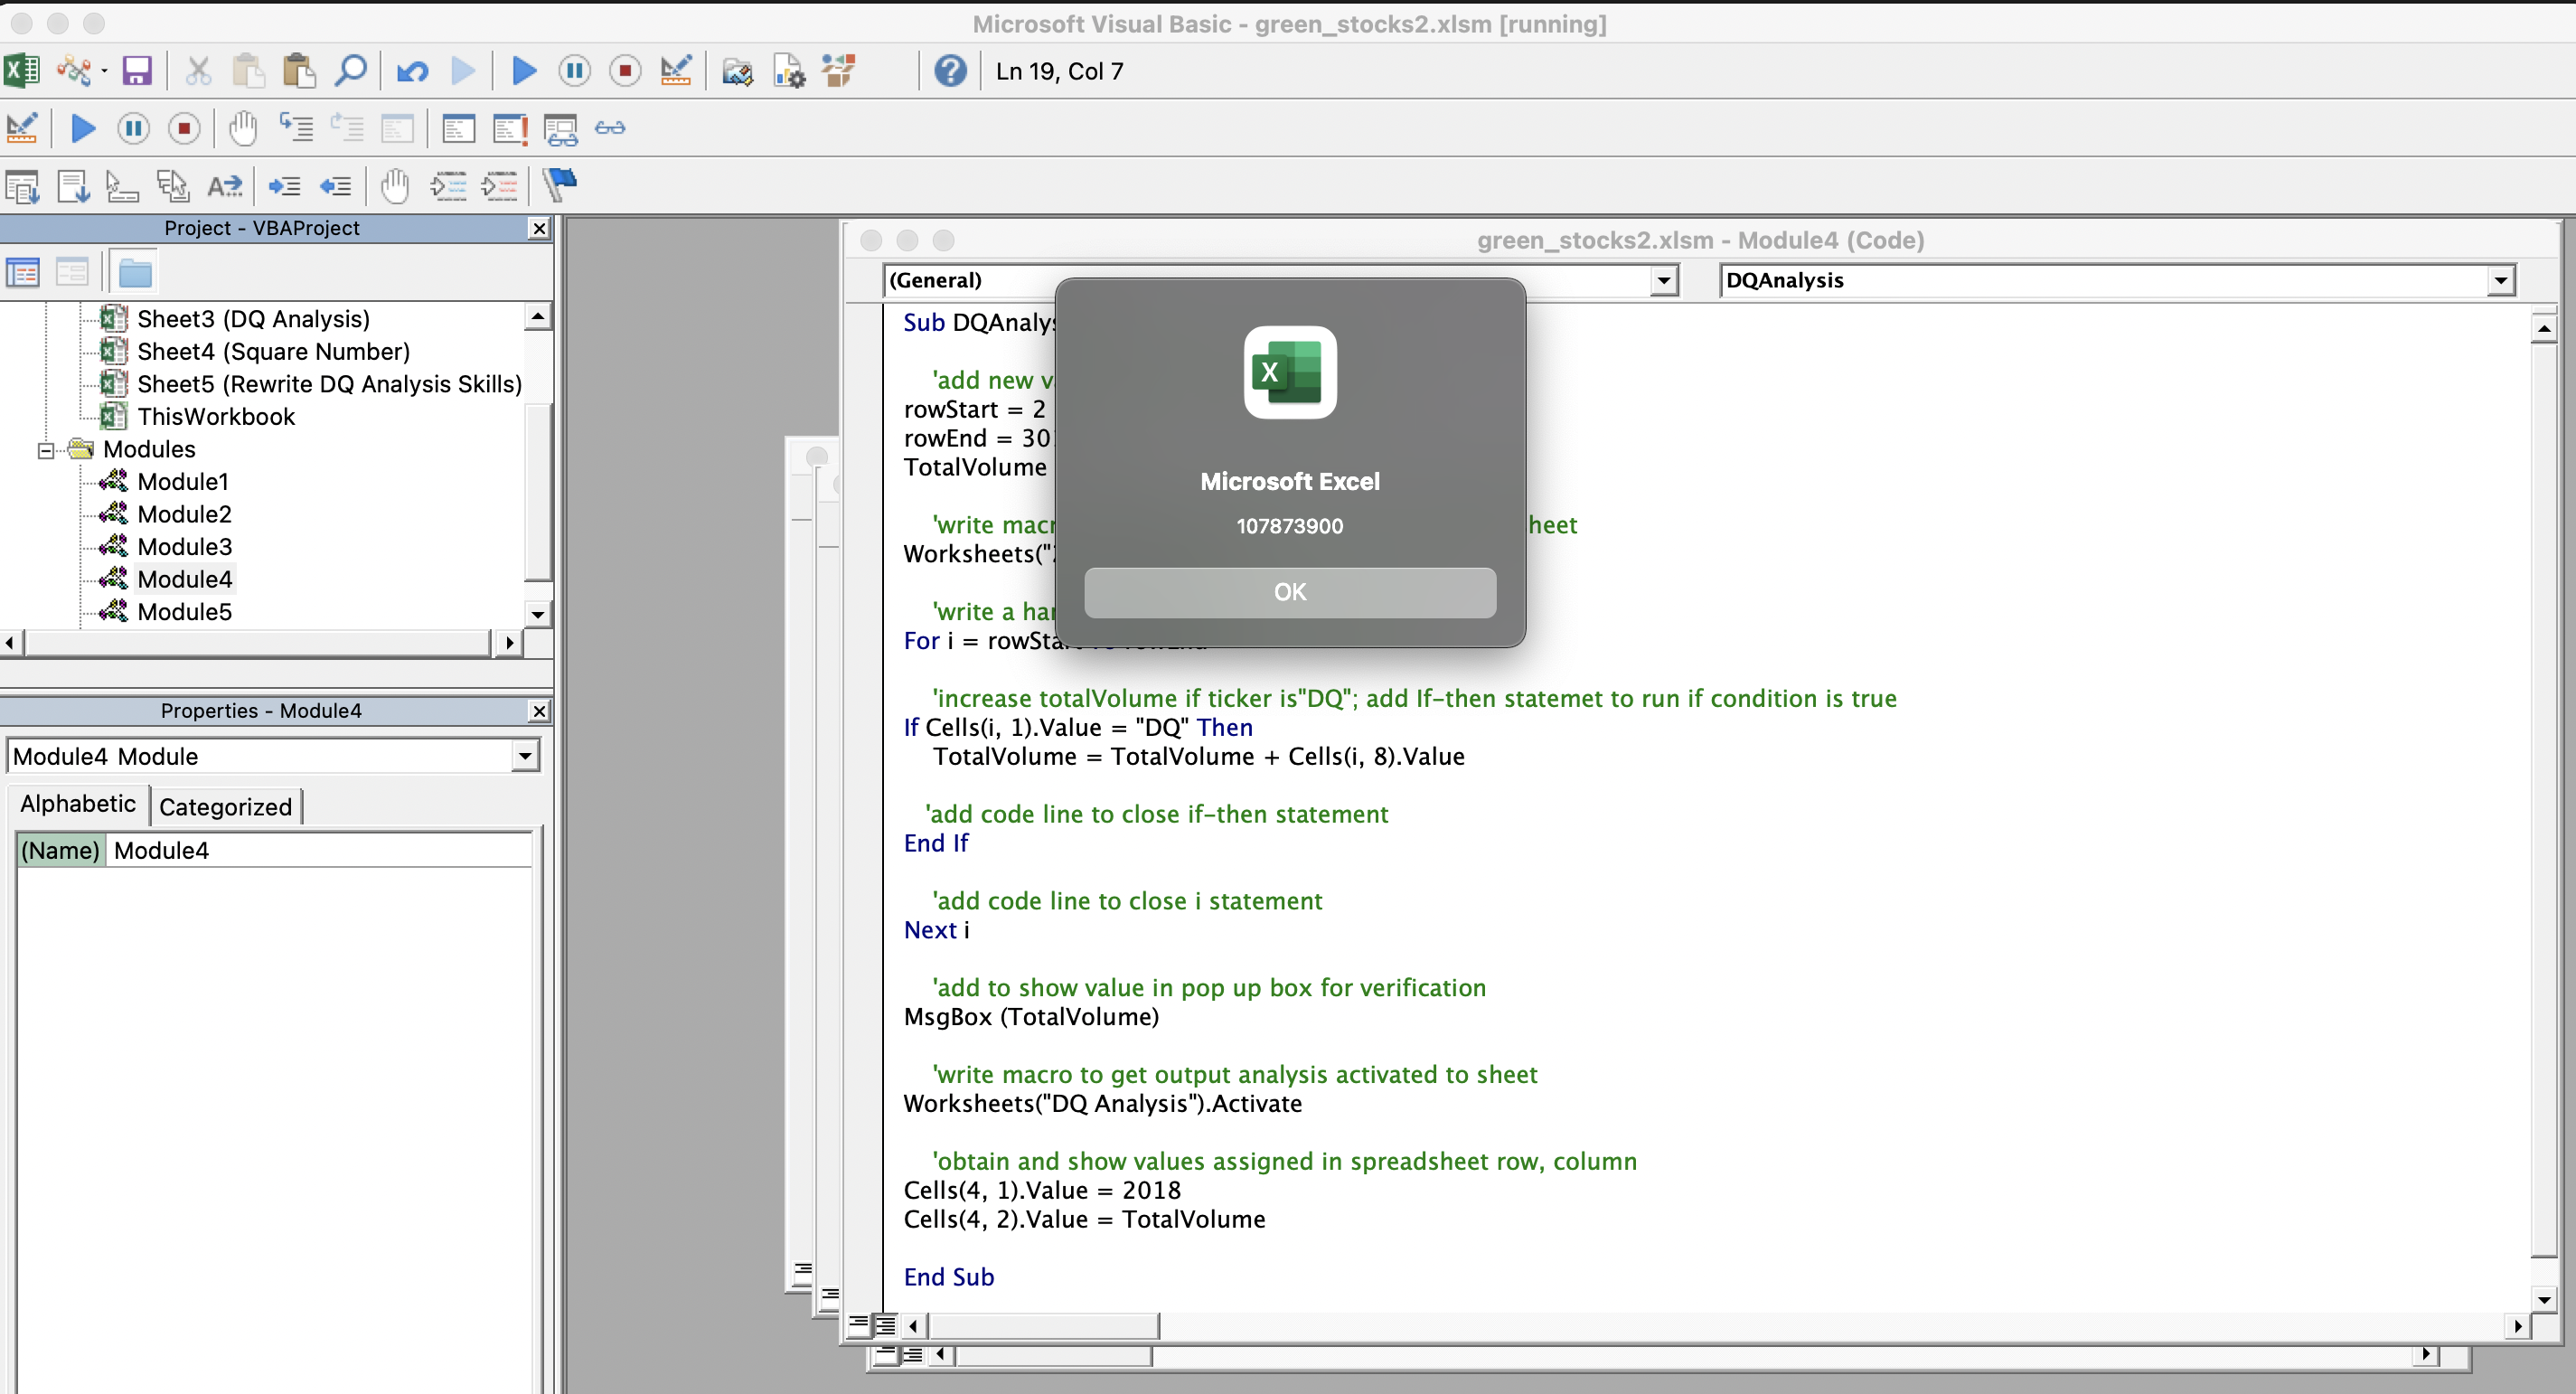 Microsoft Visual Basic - green_stocks2.xlsm [running]
Ln 19, Col 7
Project - VBAProject
Sheet3 (DQ Analysis)
Sheet4 (Square Number)
Sheet5 (Rewrite DQ Analysis Skills)
ThisWorkbook
Modules
Module1
Module2
Module3
Module4
Module5
Properties - Module4
Module4 Module
Alphabetic
Categorized
(Name) Module4
green_stocks2.xlsm - Module4 (Code)
(General)
DQAnalysis
Microsoft Excel
107873900
OK
Sub
'add new
rowStart = 2
rowEnd =
TotalVolume
'write
'write a
For i =
'increase totalVolume if ticker is"DQ"; add If-then statemet to run if condition is true
If Cells(i, 1).Value = "DQ" Then
TotalVolume = TotalVolume + Cells(i, 8).Value
'add code line to close if-then statement
End If
'add code line to close i statement
Next i
'add to show value in pop up box for verification
MsgBox (TotalVolume)
'write macro to get output analysis activated to sheet
Worksheets("DQ Analysis").Activate
'obtain and show values assigned in spreadsheet row, column
Cells(4, 1).Value = 2018
Cells(4, 2).Value = TotalVolume
End Sub